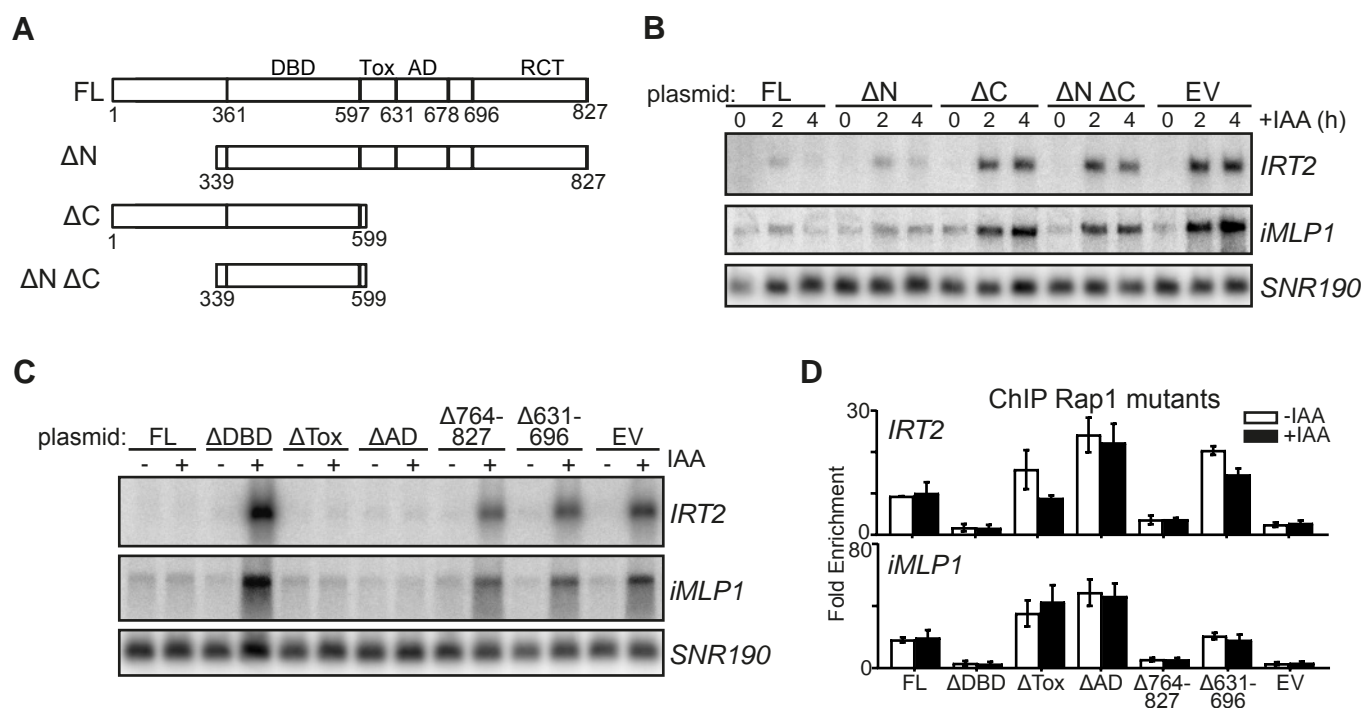 A
DBD Tox AD RCT
FL
1 361 597 631 678 696 827
ΔN
339 827
ΔC
1 599
ΔN ΔC
339 599
B
plasmid: FL ΔN ΔC ΔN ΔC EV
0 2 4 0 2 4 0 2 4 0 2 4 0 2 4 +IAA (h)
IRT2
iMLP1
SNR190
C
plasmid: FL ΔDBD ΔTox ΔAD Δ764-827 Δ631-696 EV
- + - + - + - + - + - + - + IAA
IRT2
iMLP1
SNR190
D
ChIP Rap1 mutants
-IAA
+IAA
Fold Enrichment
30
IRT2
0
80
iMLP1
0
FL ΔDBD ΔTox ΔAD Δ764-827 Δ631-696 EV